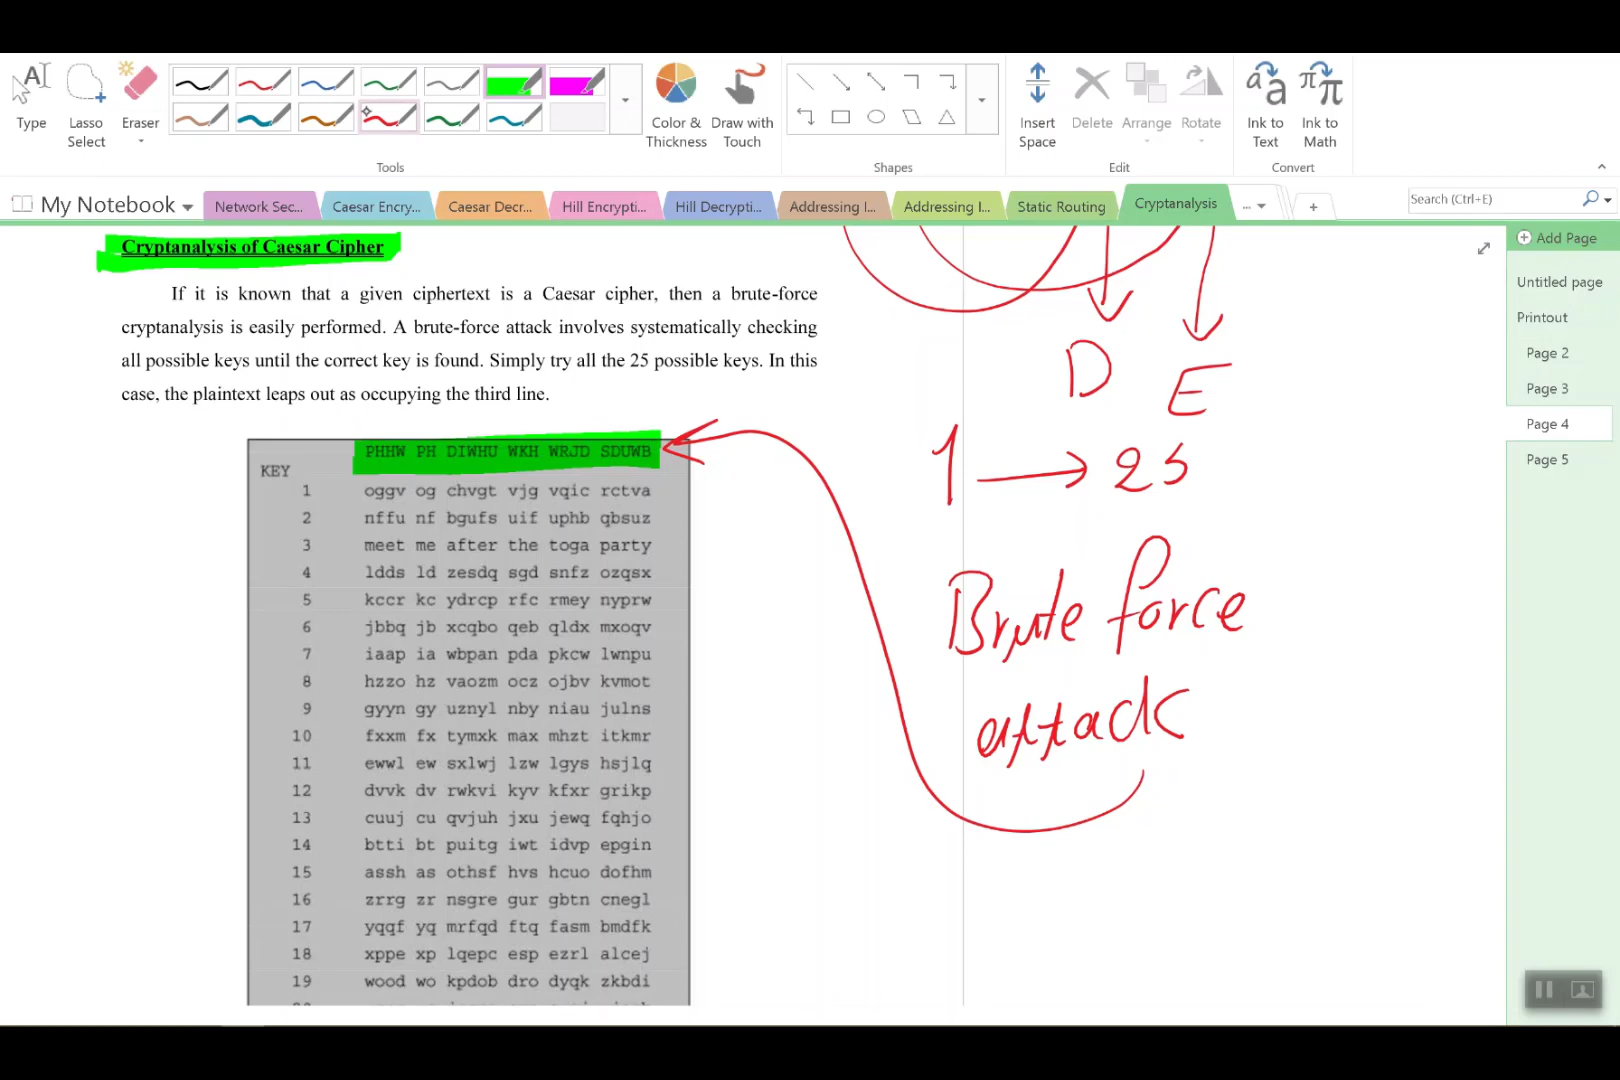 Type
Lasso Select
Eraser
Color & Thickness
Draw with Touch
Insert Space
Delete
Arrange
Rotate
Ink to Text
Ink to Math
Tools
Shapes
Edit
Convert
My Notebook
Network Sec...
Caesar Encry...
Caesar Decr...
Hill Encrypti...
Hill Decrypti...
Addressing I...
Addressing I...
Static Routing
Cryptanalysis
...
Search (Ctrl+E)
Add Page
Untitled page
Printout
Page 2
Page 3
Page 4
Page 5
Cryptanalysis of Caesar Cipher
If it is known that a given ciphertext is a Caesar cipher, then a brute-force
cryptanalysis is easily performed. A brute-force attack involves systematically checking
all possible keys until the correct key is found. Simply try all the 25 possible keys. In this
case, the plaintext leaps out as occupying the third line.
PHHW PH DIWHU WKH WRJD SDUWB
KEY
1 oggv og chvgt vjg vqic rctva
2 nffu nf bgufs uif uphb qbsuz
3 meet me after the toga party
4 ldds ld zesdq sgd snfz ozqsx
5 kccr kc ydrcp rfc rmey nyprw
6 jbbq jb xcqbo qeb qldx mxoqv
7 iaap ia wbpan pda pkcw lwnpu
8 hzzo hz vaozm ocz ojbv kvmot
9 gyyn gy uznyl nby niau julns
10 fxxm fx tymxk max mhzt itkmr
11 ewwl ew sxlwj lzw lgys hsjlq
12 dvvk dv rwkvi kyv kfxr grikp
13 cuuj cu qvjuh jxu jewq fqhjo
14 btti bt puitg iwt idvp epgin
15 assh as othsf hvs hcuo dofhm
16 zrrg zr nsgre gur gbtn cnegl
17 yqqf yq mrfqd ftq fasm bmdfk
18 xppe xp lqepc esp ezrl alcej
19 wood wo kpdob dro dyqk zkbdi
D E
1 → 25
Brute force
attack